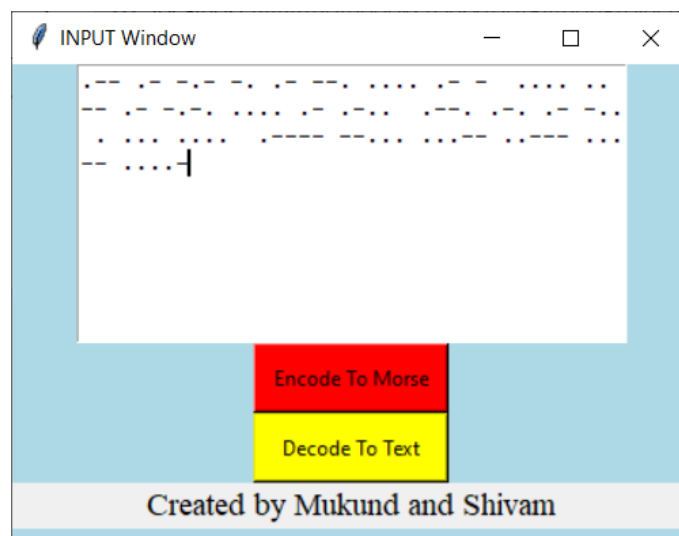 INPUT Window
.-- .- -.- -. .- --. .... .- -  .... ..
-- .- -.-. .... .- .-..  .--. .-. .- -..
 . ... ....  .---- --... ...-- ..--- ...
-- ....-
Encode To Morse
Decode To Text
Created by Mukund and Shivam